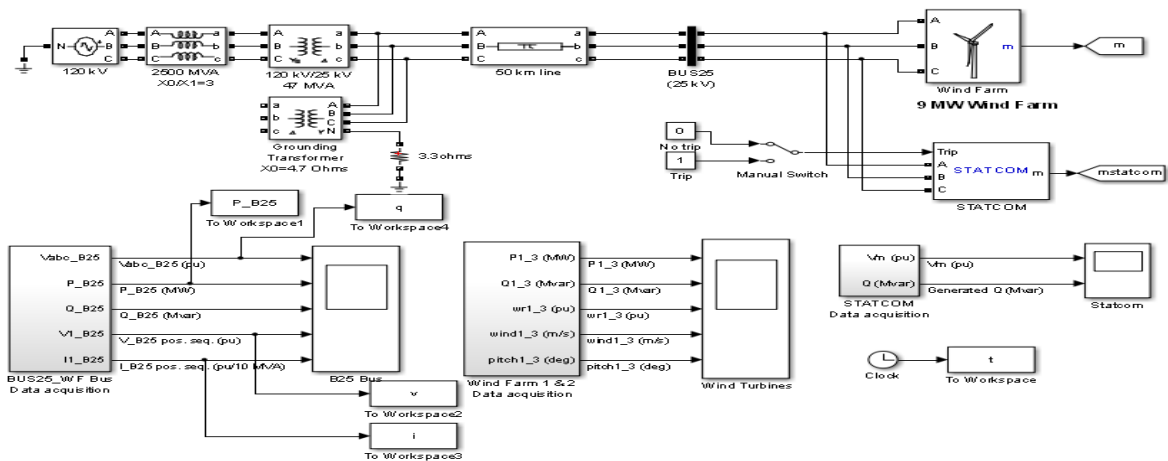 N A B C
120 kV
A B C a b c
2500 MVA
X0/X1=3
A B C a b c
120 kV/25 kV
47 MVA
A B C a b c
50 km line
BUS25
(25 kV)
A B C m
Wind Farm
9 MW Wind Farm
m
a b c A B C N
Grounding
Transformer
X0=4.7 Ohms
3.3ohms
0
No trip
1
Trip
Manual Switch
Trip
A
B
C
STATCOM
m
STATCOM
mstatcom
P_B25
To Workspace1
q
To Workspace4
Vabc_B25
P_B25
Q_B25
V1_B25
I1_B25
BUS25_WF Bus
Data acquisition
Vabc_B25 (pu)
P_B25 (MW)
Q_B25 (Mvar)
V_B25 pos. seq. (pu)
I_B25 pos. seq. (pu/10 MVA)
B25 Bus
v
To Workspace2
i
To Workspace3
P1_3 (MW)
Q1_3 (Mvar)
wr1_3 (pu)
wind1_3 (m/s)
pitch1_3 (deg)
Wind Farm 1 & 2
Data acquisition
P1_3 (MW)
Q1_3 (Mvar)
wr1_3 (pu)
wind1_3 (m/s)
pitch1_3 (deg)
Wind Turbines
Vm (pu)
Q (Mvar)
STATCOM
Data acquisition
Vm (pu)
Generated Q (Mvar)
Statcom
Clock
t
To Workspace